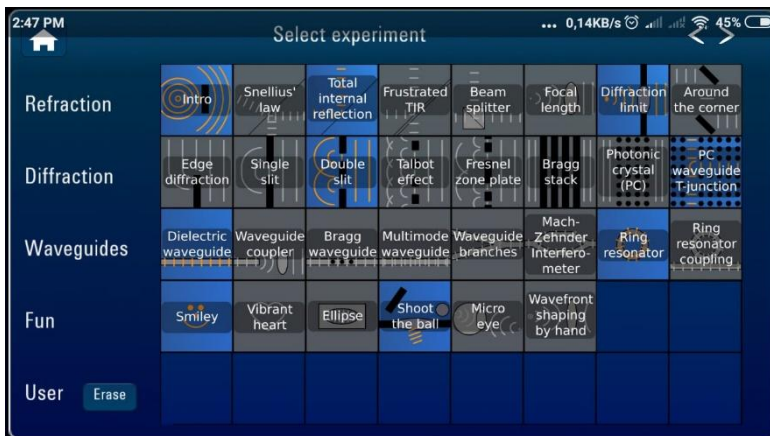 2:47 PM ... 0,14KB/s 45%
Select experiment
Refraction
Intro
Snellius'
law
Total
internal
reflection
Frustrated
TIR
Beam
splitter
Focal
length
Diffraction
limit
Around
the corner
Diffraction
Edge
diffraction
Single
slit
Double
slit
Talbot
effect
Fresnel
zone plate
Bragg
stack
Photonic
crystal
(PC)
PC
waveguide
T-junction
Waveguides
Dielectric
waveguide
Waveguide
coupler
Bragg
waveguide
Multimode
waveguide
Waveguide
branches
Mach-
Zehnder
Interfero-
meter
Ring
resonator
Ring
resonator
coupling
Fun
Smiley
Vibrant
heart
Ellipse
Shoot
the ball
Micro
eye
Wavefront
shaping
by hand
User
Erase